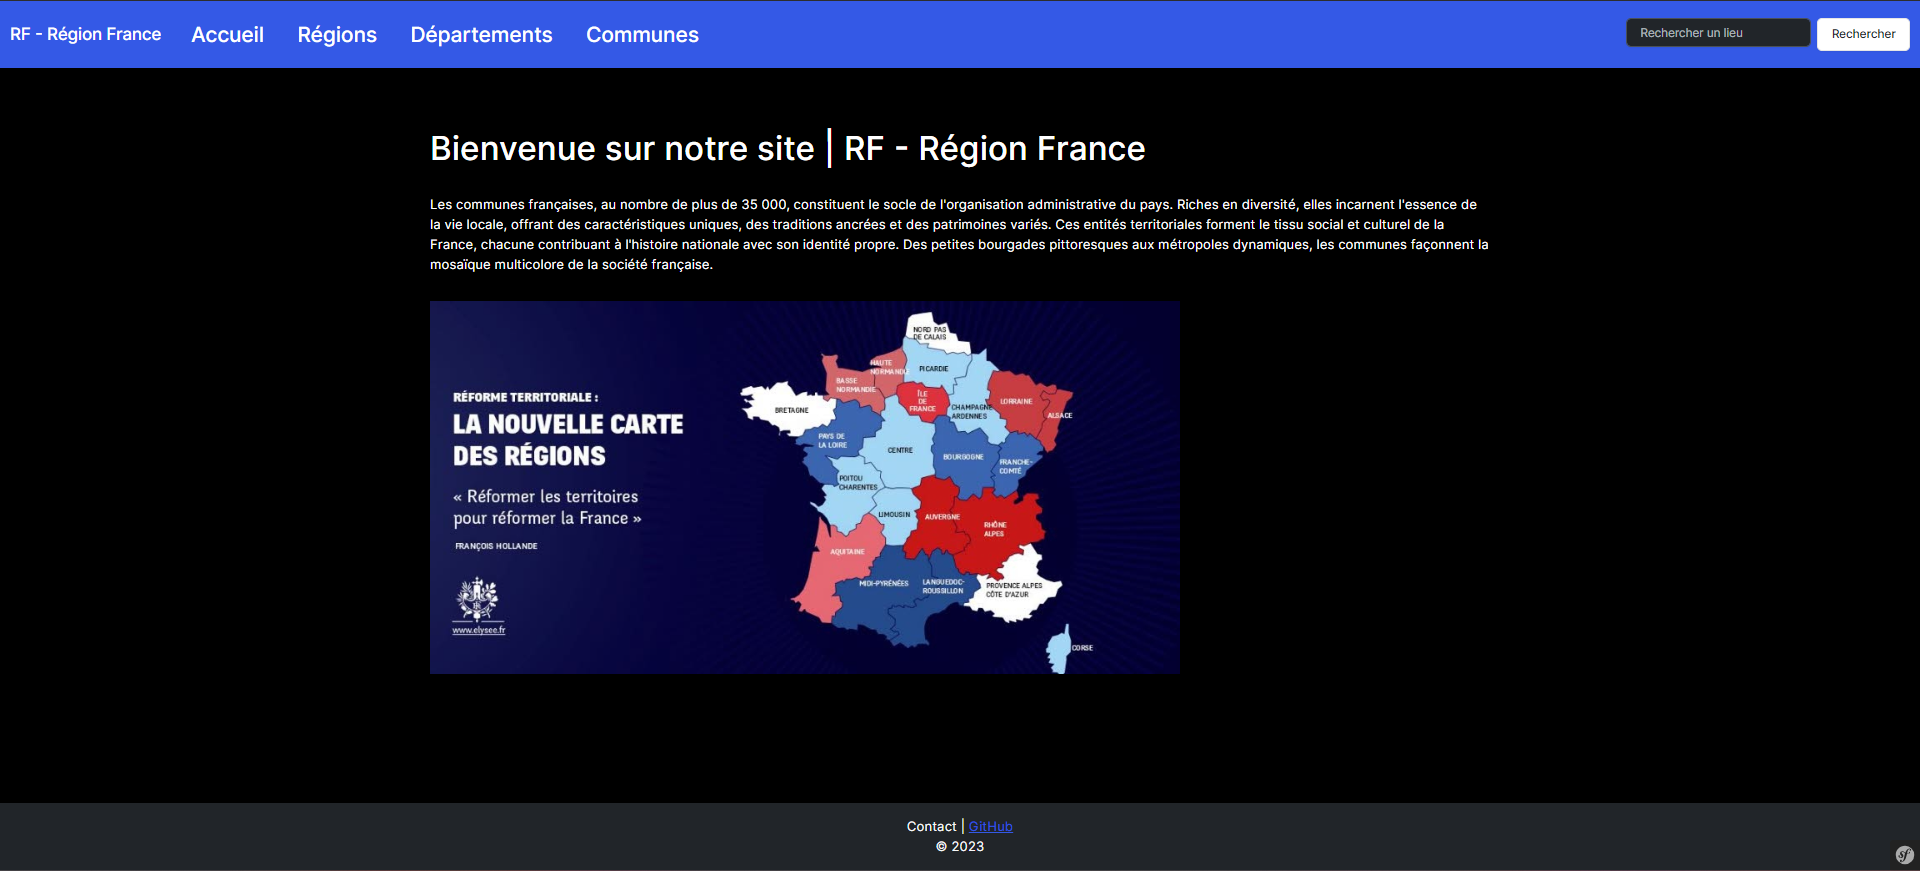 RF - Région France
Accueil
Régions
Départements
Communes
Rechercher un lieu
Rechercher
Bienvenue sur notre site | RF - Région France
Les communes françaises, au nombre de plus de 35 000, constituent le socle de l'organisation administrative du pays. Riches en diversité, elles incarnent l'essence de
la vie locale, offrant des caractéristiques uniques, des traditions ancrées et des patrimoines variés. Ces entités territoriales forment le tissu social et culturel de la
France, chacune contribuant à l'histoire nationale avec son identité propre. Des petites bourgades pittoresques aux métropoles dynamiques, les communes façonnent la
mosaïque multicolore de la société française.
RÉFORME TERRITORIALE :
LA NOUVELLE CARTE
DES RÉGIONS
« Réformer les territoires
pour réformer la France »
FRANÇOIS HOLLANDE
www.elysee.fr
NORD PAS
DE CALAIS
HAUTE
NORMANDIE
PICARDIE
BASSE
NORMANDIE
ÎLE
DE
FRANCE
CHAMPAGNE
ARDENNES
LORRAINE
ALSACE
BRETAGNE
PAYS DE
LA LOIRE
CENTRE
BOURGOGNE
FRANCHE-
COMTÉ
POITOU
CHARENTES
LIMOUSIN
AUVERGNE
RHÔNE
ALPES
AQUITAINE
MIDI-PYRÉNÉES
LANGUEDOC-
ROUSSILLON
PROVENCE ALPES
CÔTE D'AZUR
CORSE
Contact | GitHub
© 2023
sf